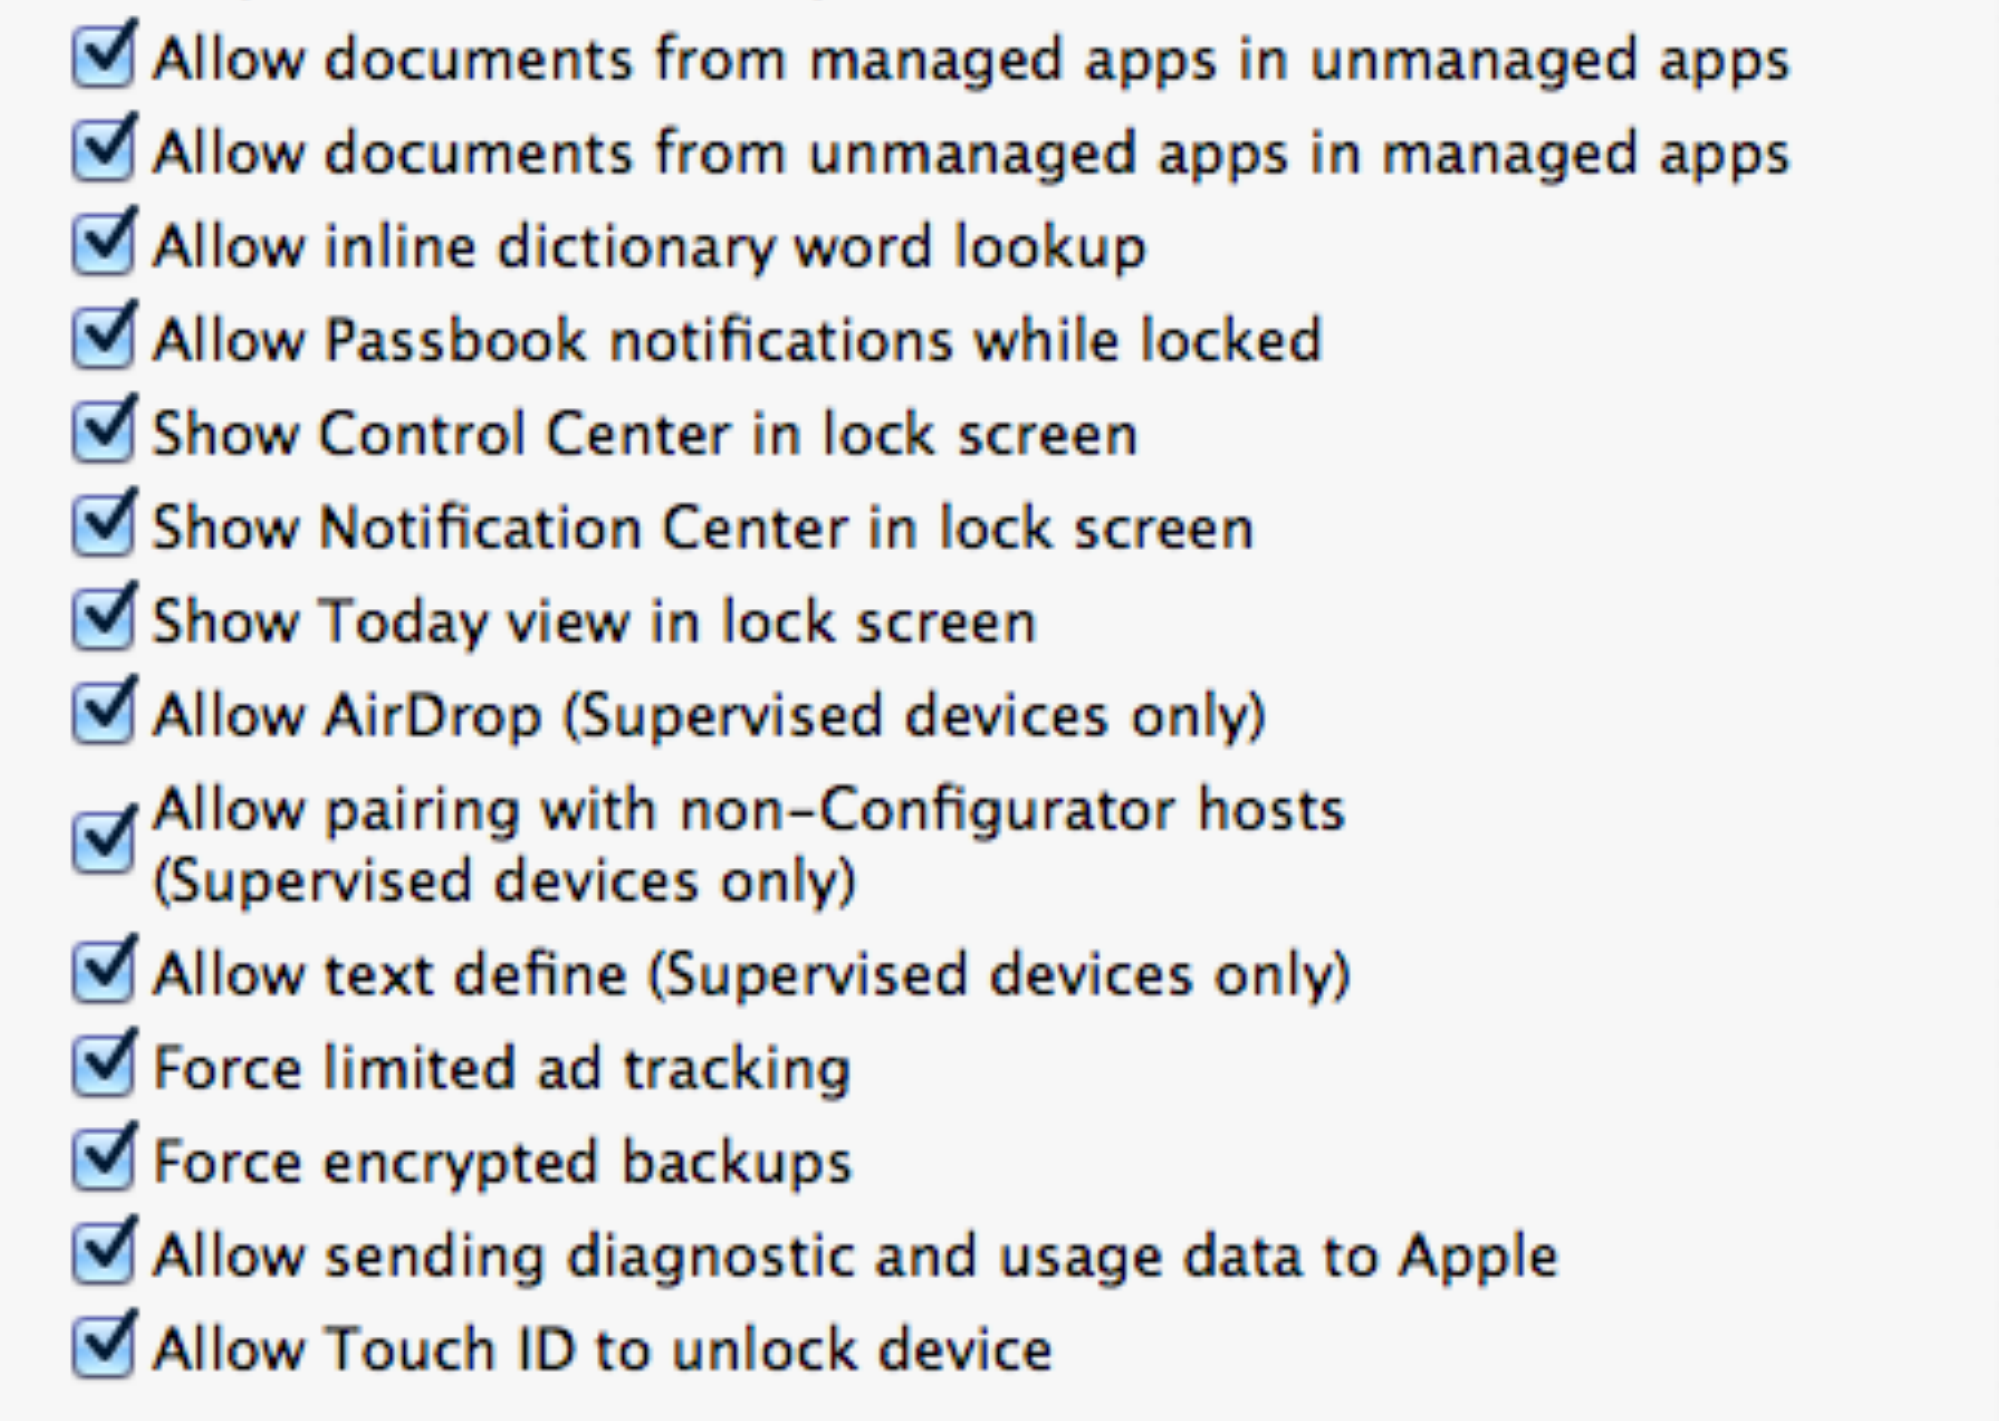 Allow documents from managed apps in unmanaged apps
Allow documents from unmanaged apps in managed apps
Allow inline dictionary word lookup
Allow Passbook notifications while locked
Show Control Center in lock screen
Show Notification Center in lock screen
Show Today view in lock screen
Allow AirDrop (Supervised devices only)
Allow pairing with non-Configurator hosts
(Supervised devices only)
Allow text define (Supervised devices only)
Force limited ad tracking
Force encrypted backups
Allow sending diagnostic and usage data to Apple
Allow Touch ID to unlock device